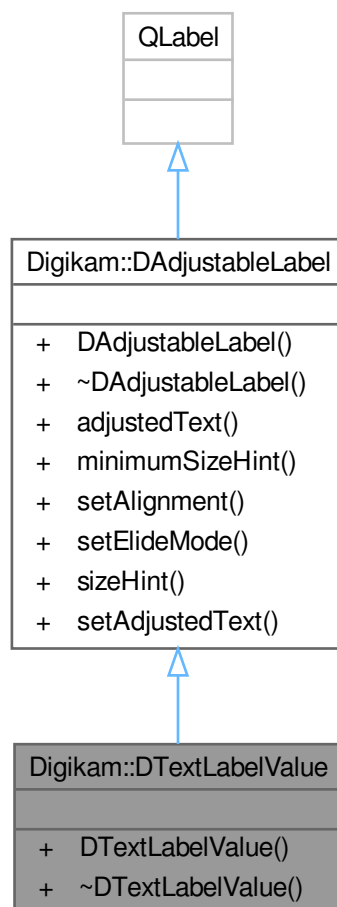 QLabel
Digikam::DAdjustableLabel
+ DAdjustableLabel()
+ ~DAdjustableLabel()
+ adjustedText()
+ minimumSizeHint()
+ setAlignment()
+ setElideMode()
+ sizeHint()
+ setAdjustedText()
Digikam::DTextLabelValue
+ DTextLabelValue()
+ ~DTextLabelValue()